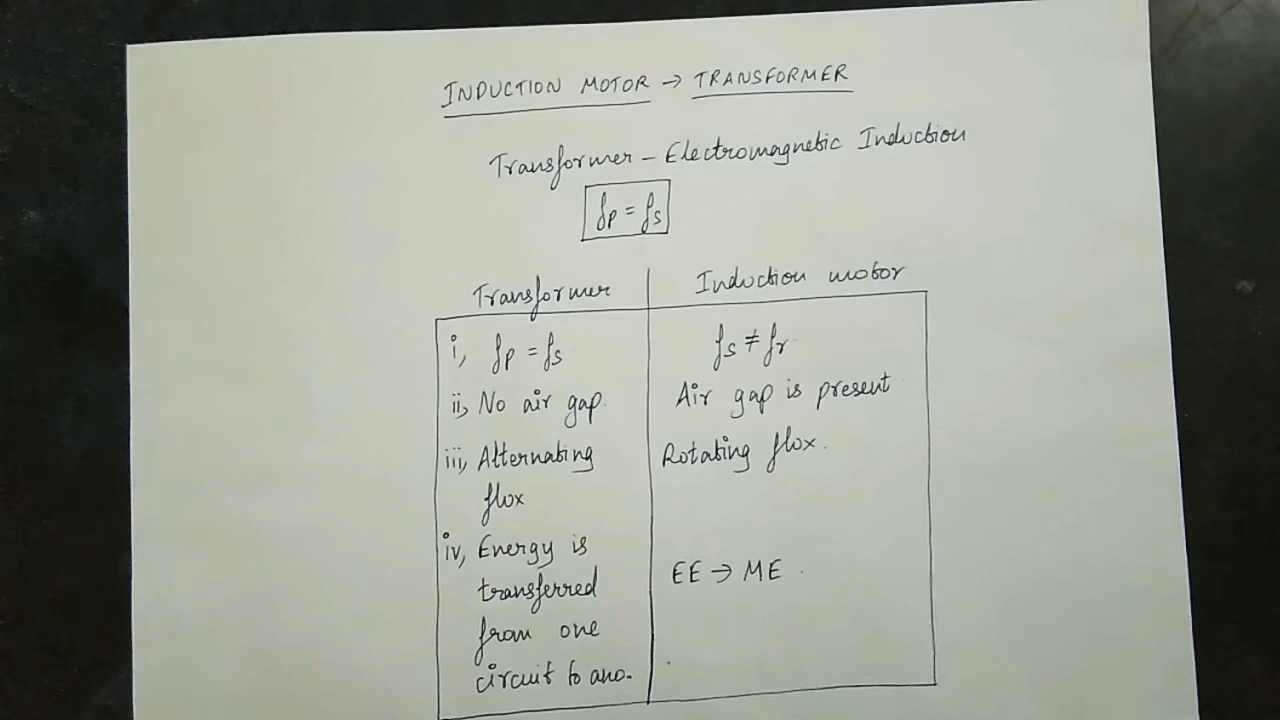 INDUCTION MOTOR → TRANSFORMER
Transformer – Electromagnetic Induction
fp = fs
Transformer
Induction motor
i, fp = fs
fs ≠ fr
ii, No air gap.
Air gap is present
iii, Alternating
flux
Rotating flux.
iv, Energy is
transferred
from one
circuit to ano.
EE → ME